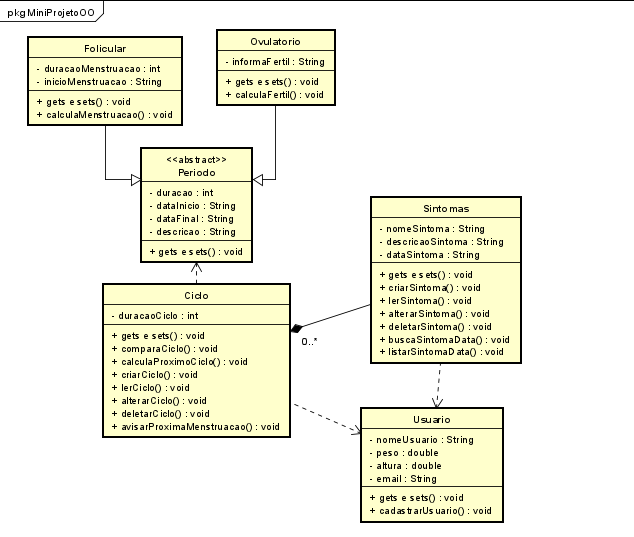 pkg MiniProjetoOO
Folicular
- duracaoMenstruacao : int
- inicioMenstruacao : String
+ gets e sets() : void
+ calculaMenstruacao() : void
Ovulatorio
- informaFertil : String
+ gets e sets() : void
+ calculaFertil() : void
<<abstract>>
Periodo
- duracao : int
- dataInicio : String
- dataFinal : String
- descricao : String
+ gets e sets() : void
Sintomas
- nomeSintoma : String
- descricaoSintoma : String
- dataSintoma : String
+ gets e sets() : void
+ criarSintoma() : void
+ lerSintoma() : void
+ alterarSintoma() : void
+ deletarSintoma() : void
+ buscaSintomaData() : void
+ listarSintomaData() : void
Ciclo
- duracaoCiclo : int
+ gets e sets() : void
+ comparaCiclo() : void
+ calculaProximoCiclo() : void
+ criarCiclo() : void
+ lerCiclo() : void
+ alterarCiclo() : void
+ deletarCiclo() : void
+ avisarProximaMenstruacao() : void
0..*
Usuario
- nomeUsuario : String
- peso : double
- altura : double
- email : String
+ gets e sets() : void
+ cadastrarUsuario() : void